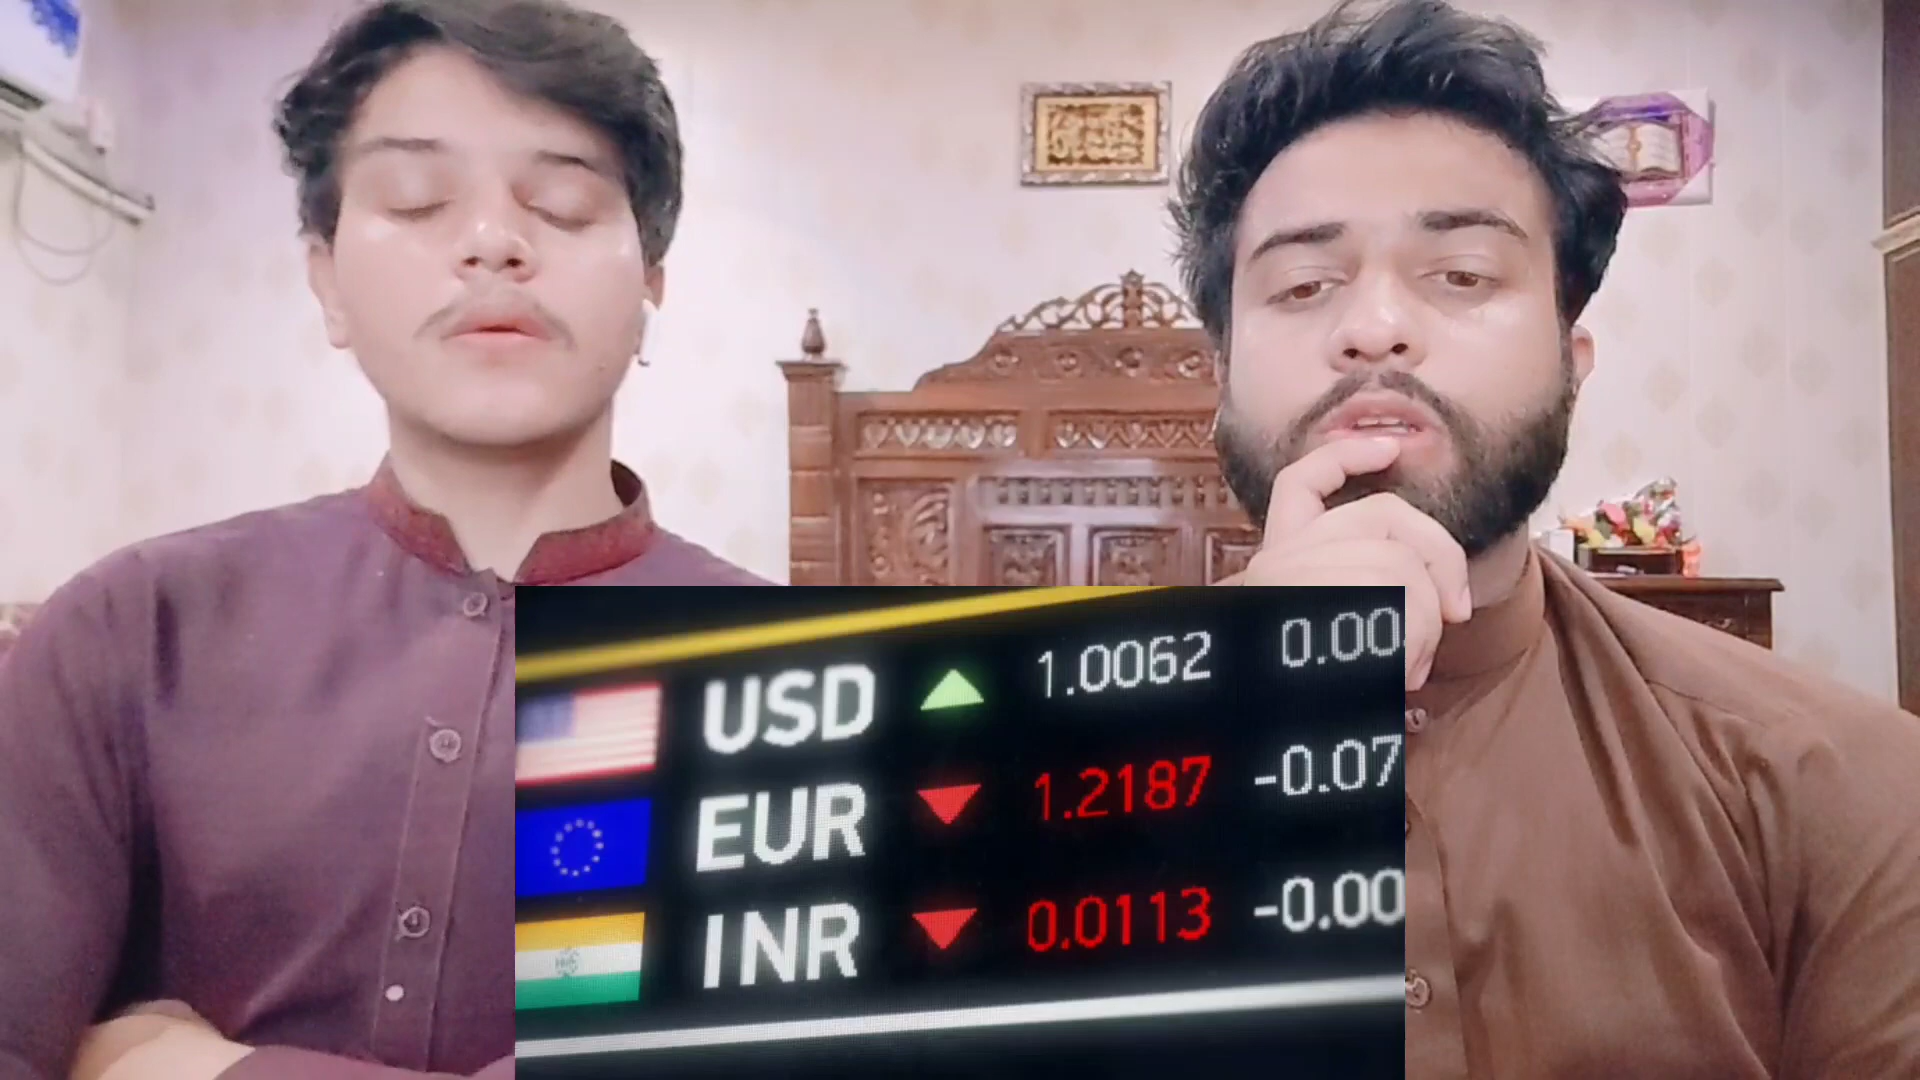 USD ▲ 1.0062 0.00
EUR ▼ 1.2187 -0.07
INR ▼ 0.0113 -0.00